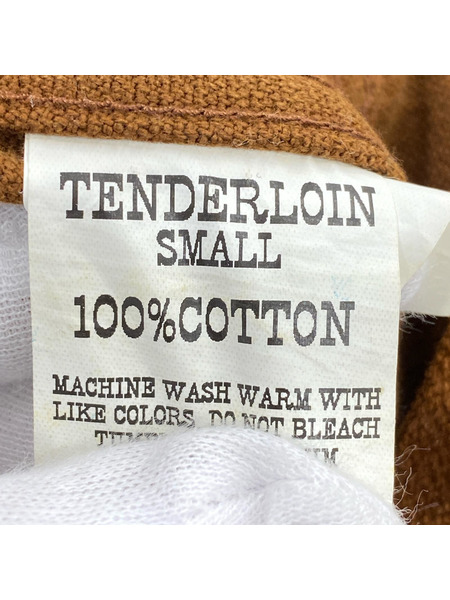 TENDERLOIN
SMALL
100%COTTON
MACHINE WASH WARM WITH
LIKE COLORS, DO NOT BLEACH